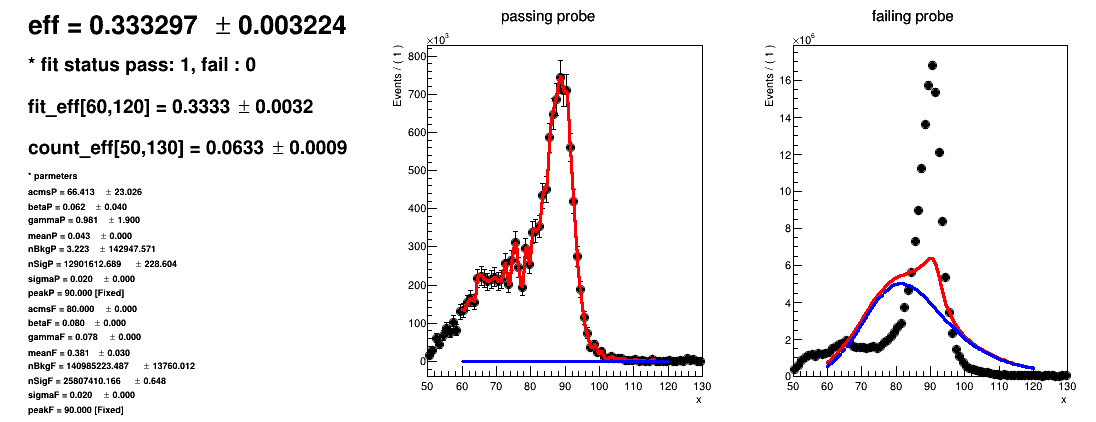 eff = 0.333297 ± 0.003224
* fit status pass: 1, fail : 0
fit_eff[60,120] = 0.3333 ± 0.0032
count_eff[50,130] = 0.0633 ± 0.0009
* parmeters
acmsP = 66.413 ± 23.026
betaP = 0.062 ± 0.040
gammaP = 0.981 ± 1.900
meanP = 0.043 ± 0.000
nBkgP = 3.223 ± 142947.571
nSigP = 12901612.689 ± 228.604
sigmaP = 0.020 ± 0.000
peakP = 90.000 [Fixed]
acmsF = 80.000 ± 0.000
betaF = 0.080 ± 0.000
gammaF = 0.078 ± 0.000
meanF = 0.381 ± 0.030
nBkgF = 140985223.487 ± 13760.012
nSigF = 25807410.166 ± 0.648
sigmaF = 0.020 ± 0.000
peakF = 90.000 [Fixed]
passing probe
×10³
Events / ( 1 )
800
700
600
500
400
300
200
100
0
50 60 70 80 90 100 110 120 130
x
failing probe
×10⁶
Events / ( 1 )
16
14
12
10
8
6
4
2
0
50 60 70 80 90 100 110 120 130
x